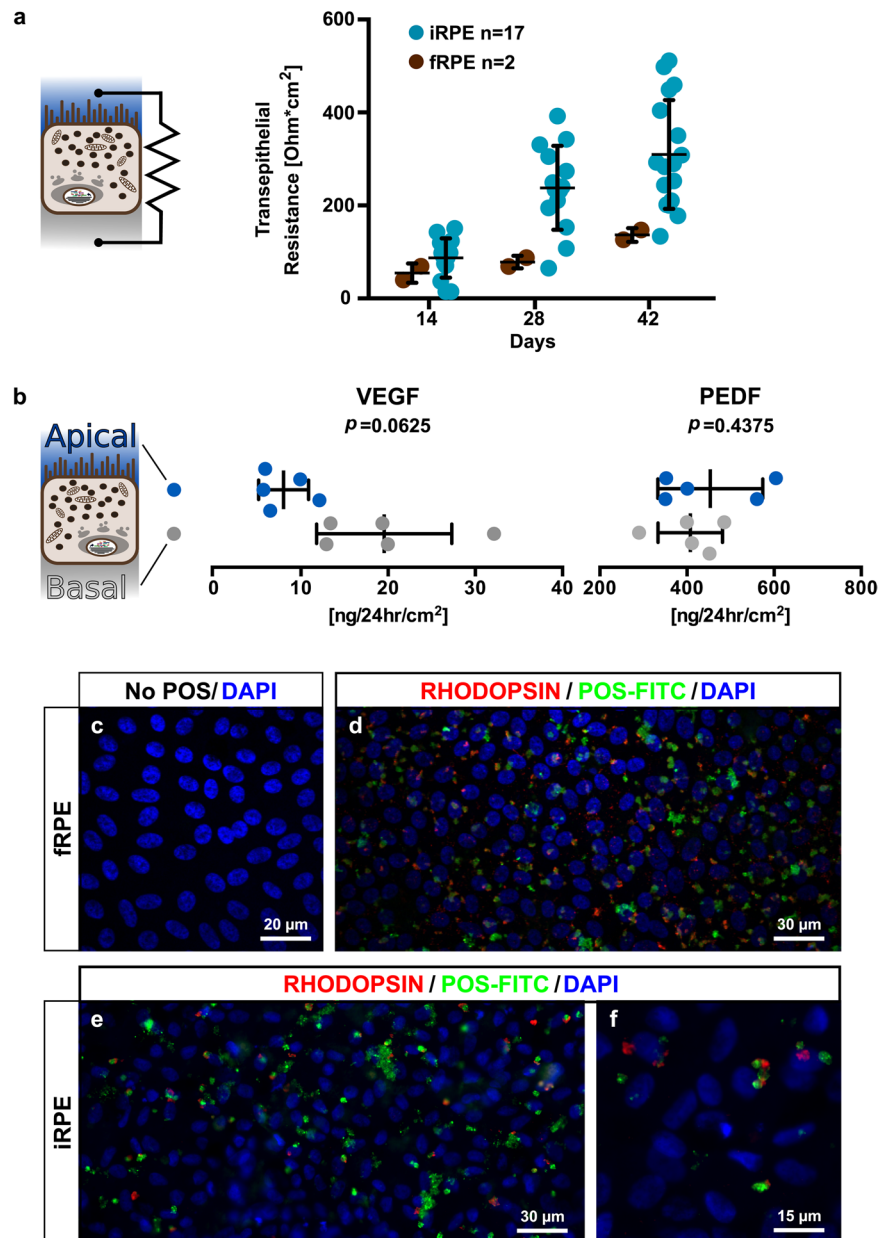 a
600
iRPE n=17
fRPE n=2
400
Transepithelial
Resistance [Ohm*cm²]
200
0
14
28
42
Days
b
VEGF
PEDF
p=0.0625
p=0.4375
Apical
Basal
0
10
20
30
40
200
400
600
800
[ng/24hr/cm²]
[ng/24hr/cm²]
No POS/DAPI
RHODOPSIN/POS-FITC/DAPI
fRPE
c
d
20 µm
30 µm
RHODOPSIN/POS-FITC/DAPI
iRPE
e
f
30 µm
15 µm